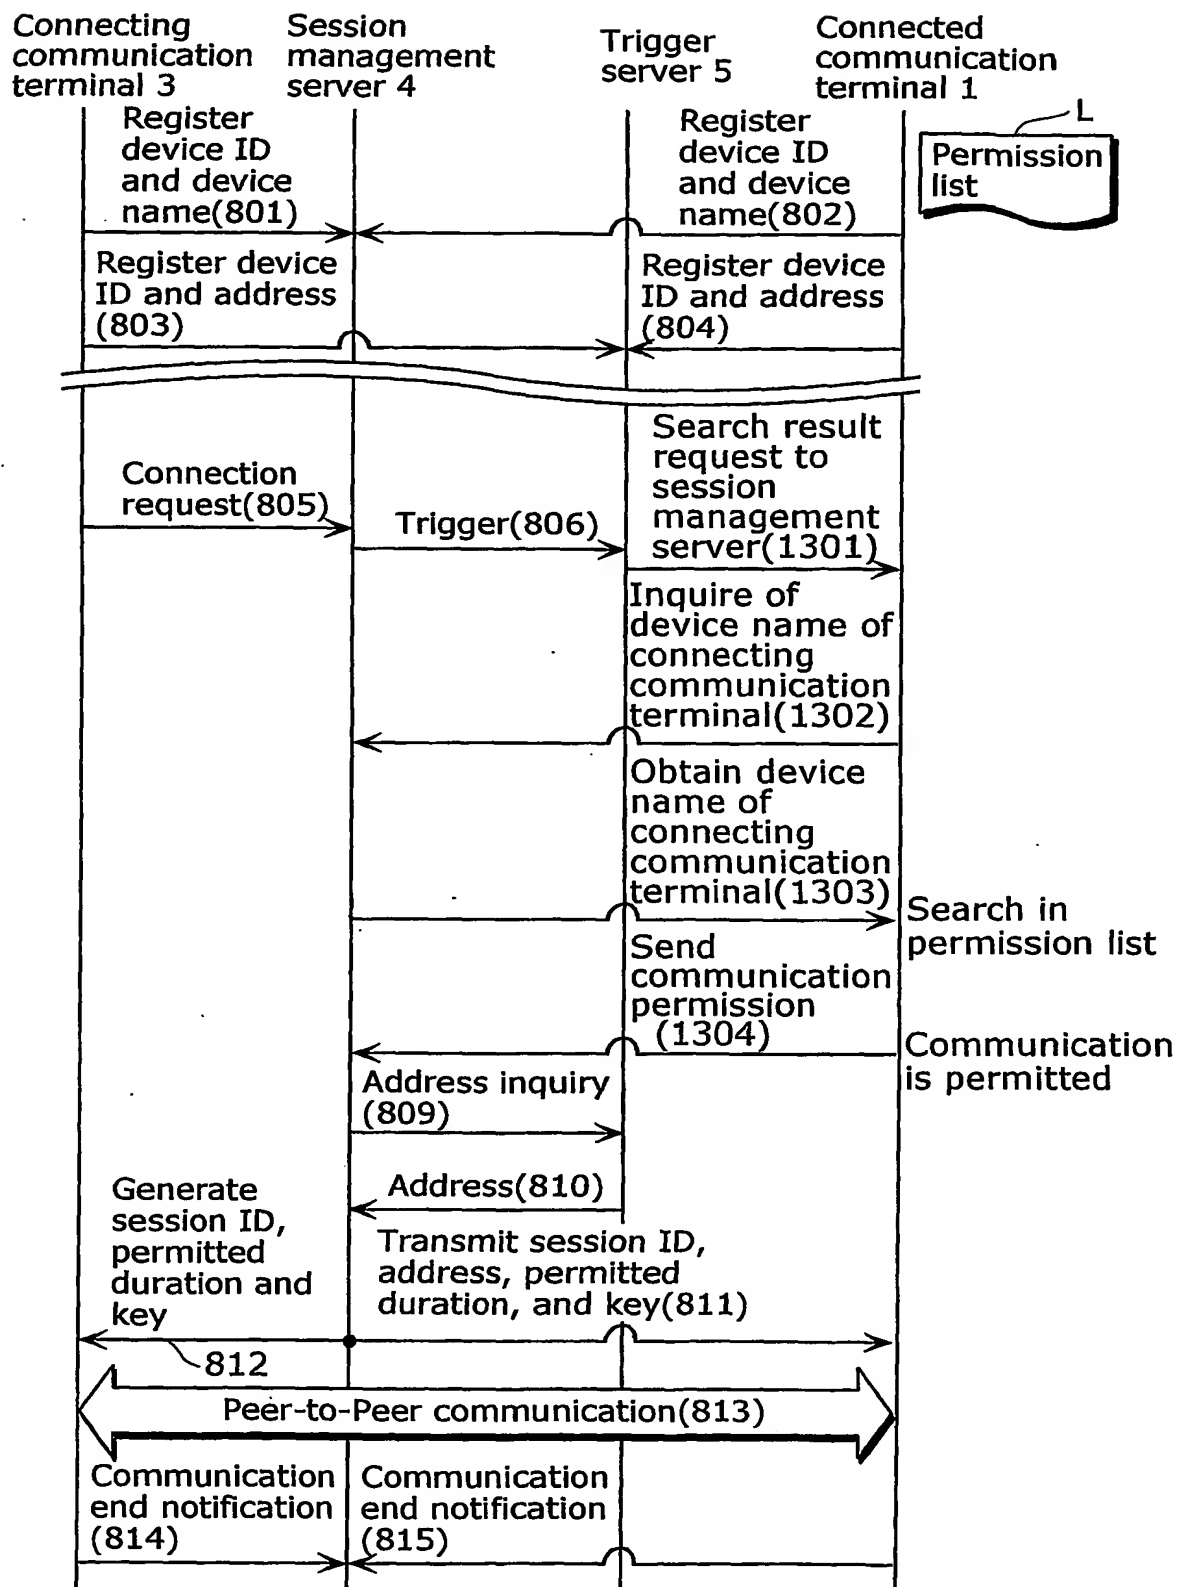 Connecting
communication
terminal 3
Session
management
server 4
Trigger
server 5
Connected
communication
terminal 1
L
Permission
list
Register
device ID
and device
name(801)
Register
device ID
and device
name(802)
Register device
ID and address
(803)
Register device
ID and address
(804)
Connection
request(805)
Trigger(806)
Search result
request to
session
management
server(1301)
Inquire of
device name of
connecting
communication
terminal(1302)
Obtain device
name of
connecting
communication
terminal(1303)
Search in
permission list
Send
communication
permission
(1304)
Communication
is permitted
Address inquiry
(809)
Address(810)
Generate
session ID,
permitted
duration and
key
Transmit session ID,
address, permitted
duration, and key(811)
812
Peer-to-Peer communication(813)
Communication
end notification
(814)
Communication
end notification
(815)